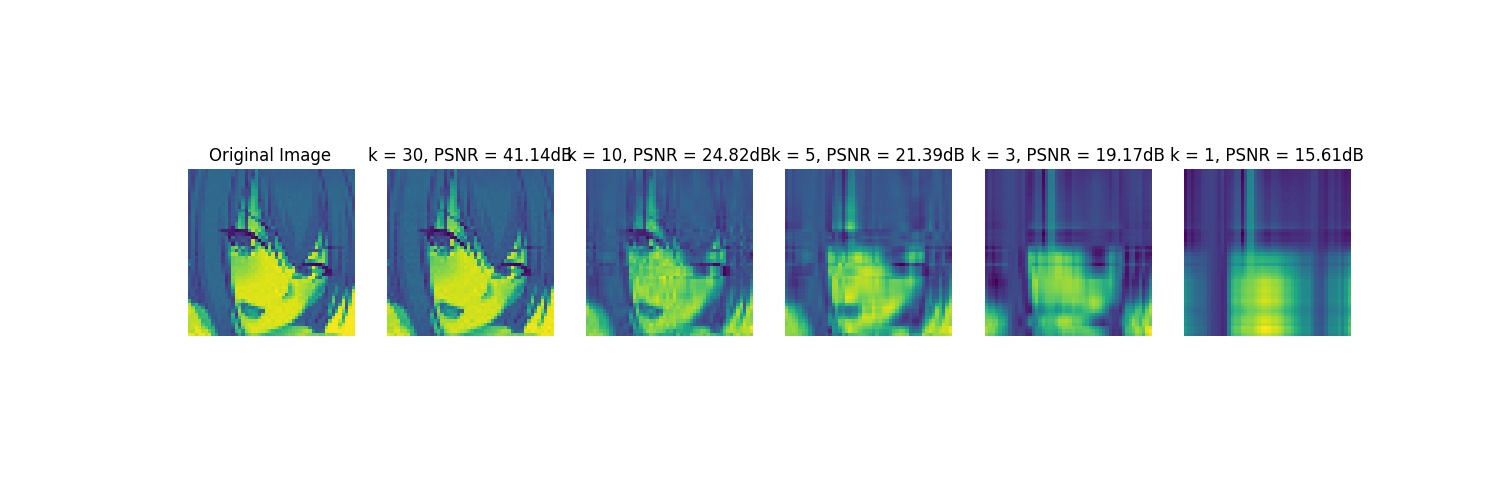 Original Image
k = 30, PSNR = 41.14dB
k = 10, PSNR = 24.82dB
k = 5, PSNR = 21.39dB
k = 3, PSNR = 19.17dB
k = 1, PSNR = 15.61dB